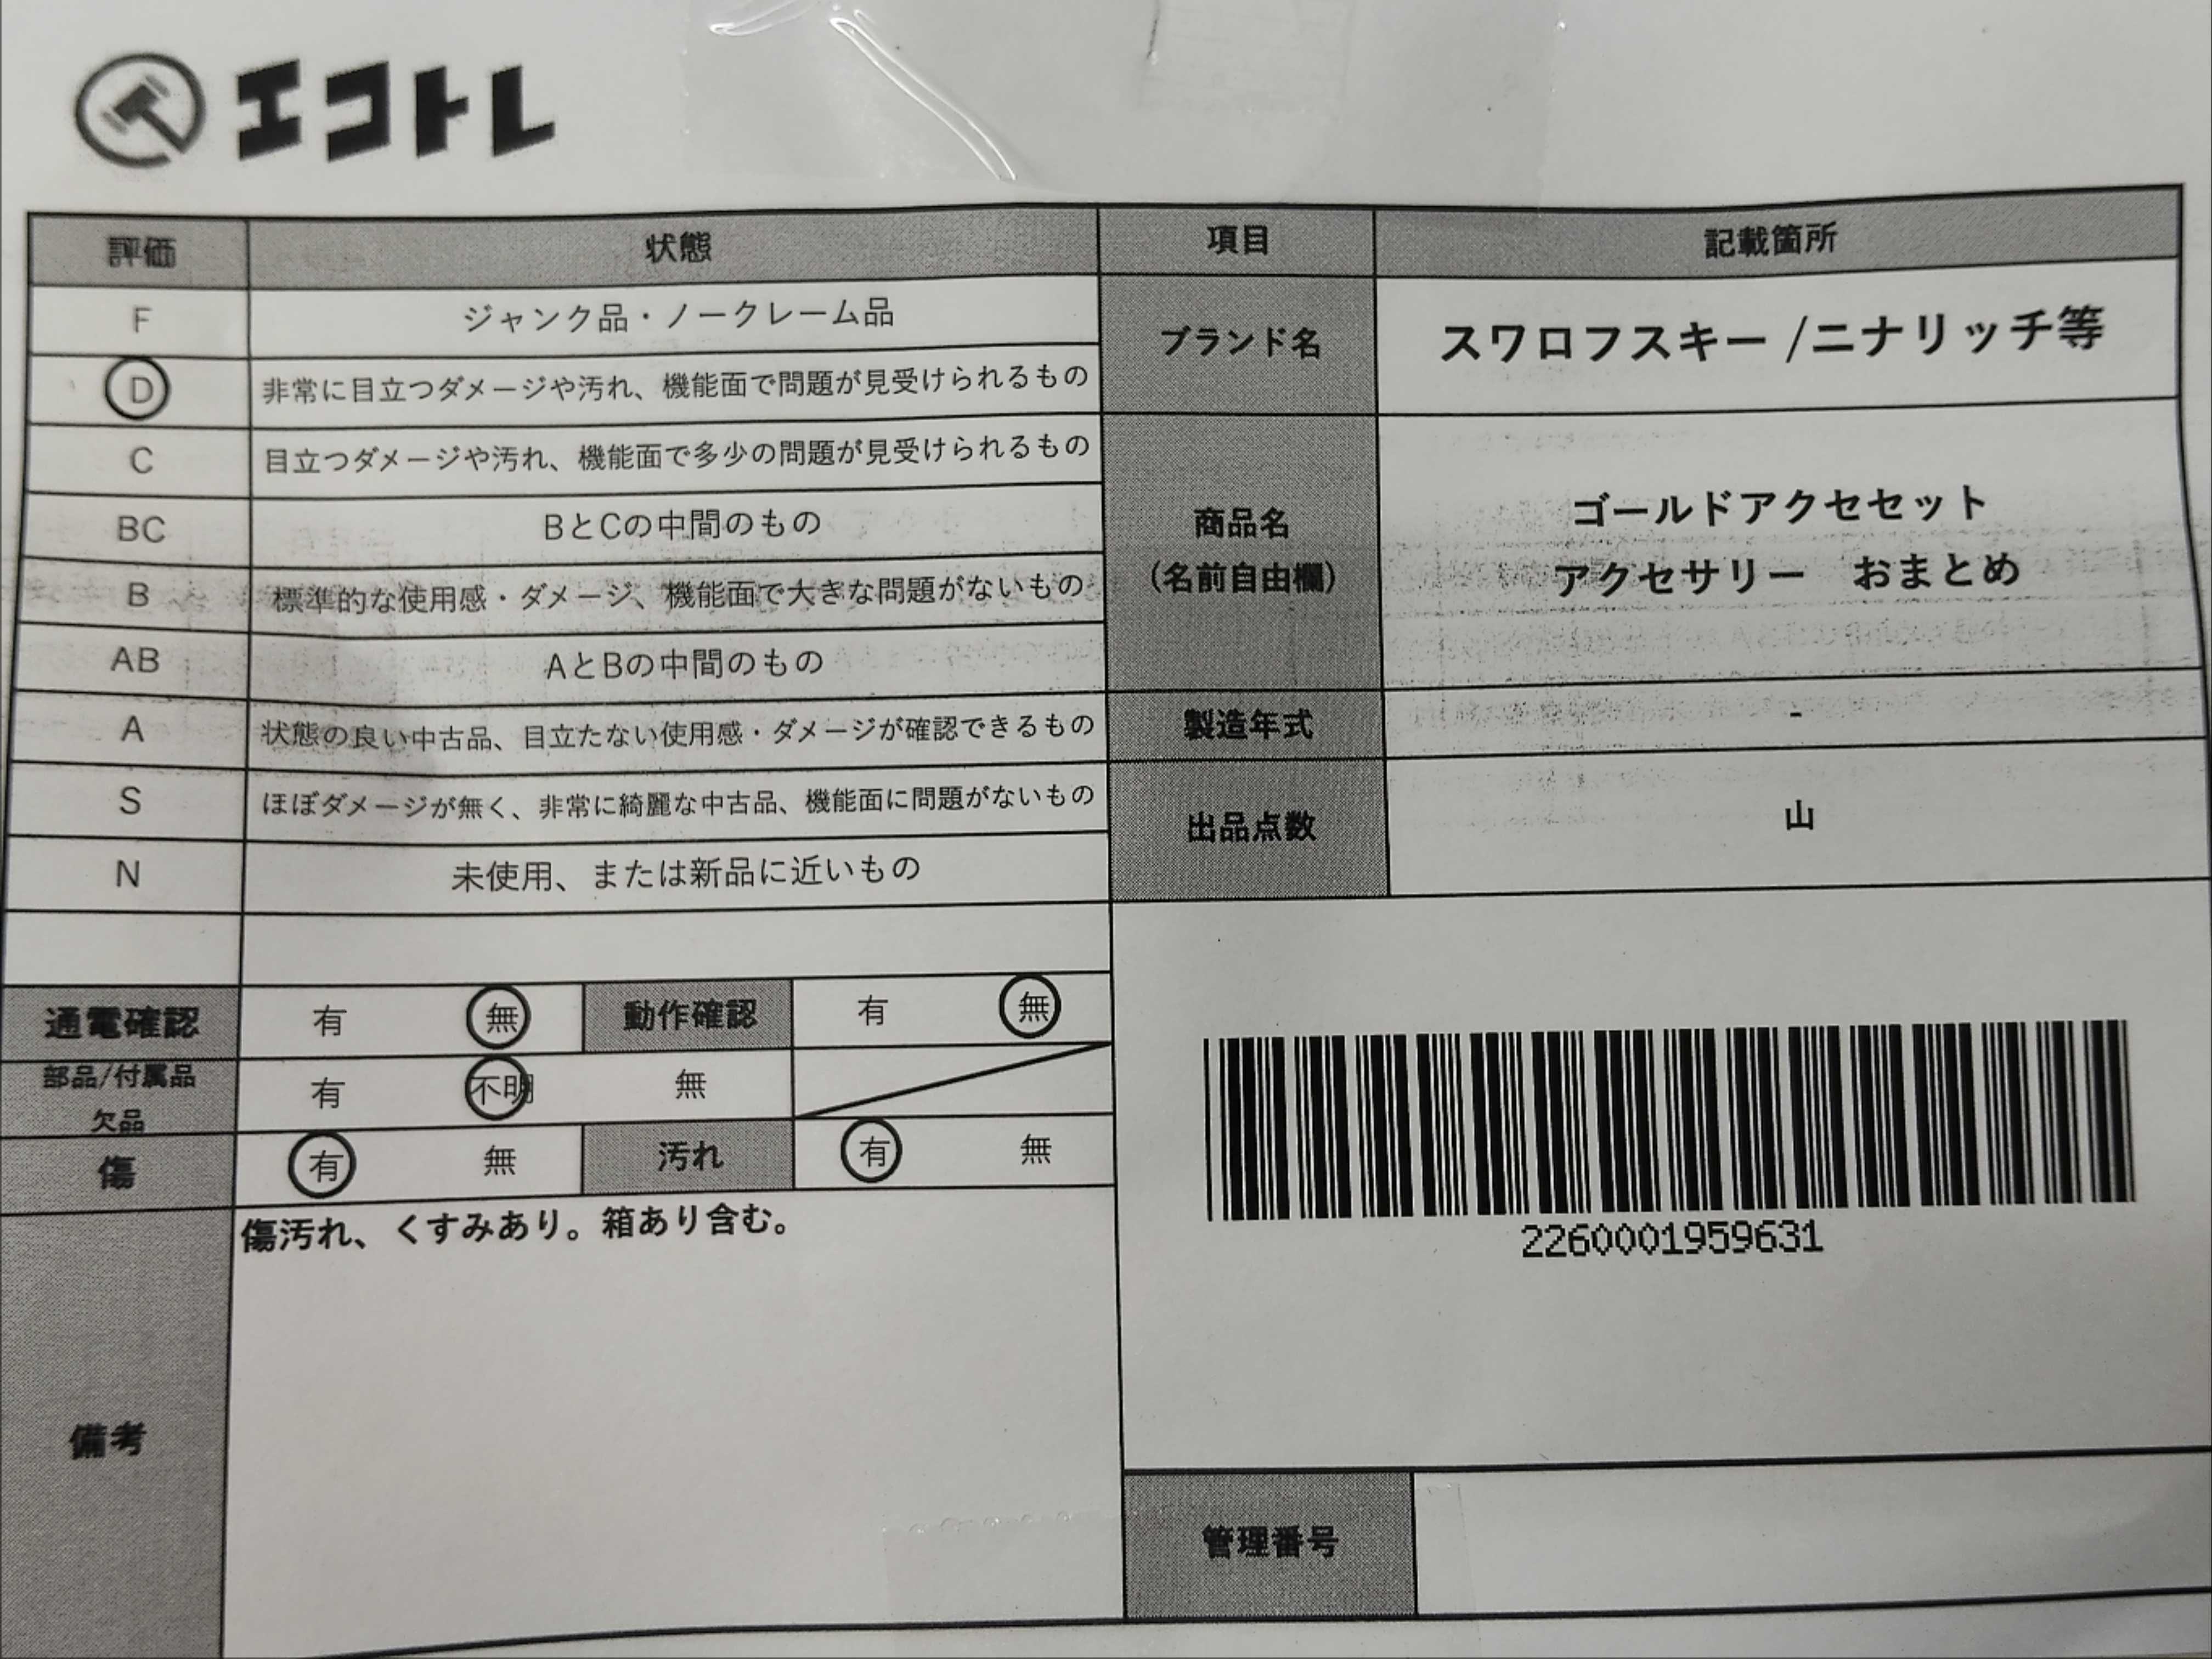 エコトレ
評価 状態
F ジャンク品・ノークレーム品
D 非常に目立つダメージや汚れ、機能面で問題が見受けられるもの
C 目立つダメージや汚れ、機能面で多少の問題が見受けられるもの
BC BとCの中間のもの
B 標準的な使用感・ダメージ、機能面で大きな問題がないもの
AB AとBの中間のもの
A 状態の良い中古品、目立たない使用感・ダメージが確認できるもの
S ほぼダメージが無く、非常に綺麗な中古品、機能面に問題がないもの
N 未使用、または新品に近いもの
通電確認 有 無 動作確認 有 無
部品/付属品
欠品 有 不明 無
傷 有 無 汚れ 有 無
備考 傷汚れ、くすみあり。箱あり含む。
項目 記載箇所
ブランド名 スワロフスキー /ニナリッチ等
商品名
(名前自由欄)
ゴールドアクセセット
アクセサリー おまとめ
製造年式 -
出品点数 山
2260001959631
管理番号